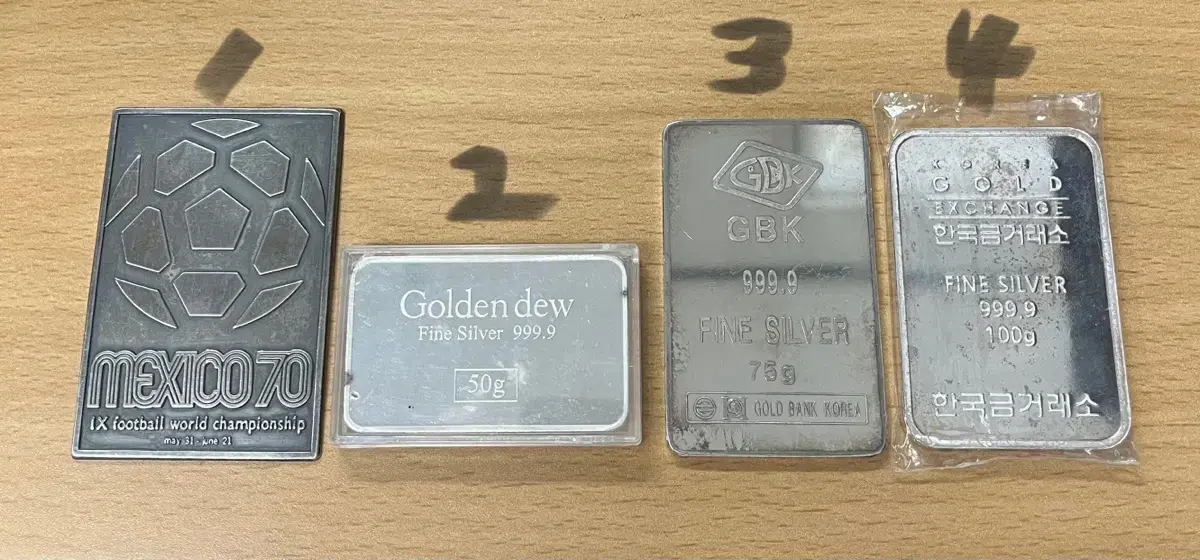 1
2
3
4
MEXICO 70
IX football world championship
may 31 - june 21
Golden dew
Fine Silver 999.9
50g
GBK
GBK
999.9
FINE SILVER
75g
GOLD BANK KOREA
KOREA
GOLD
EXCHANGE
한국금거래소
FINE SILVER
999.9
100g
한국금거래소